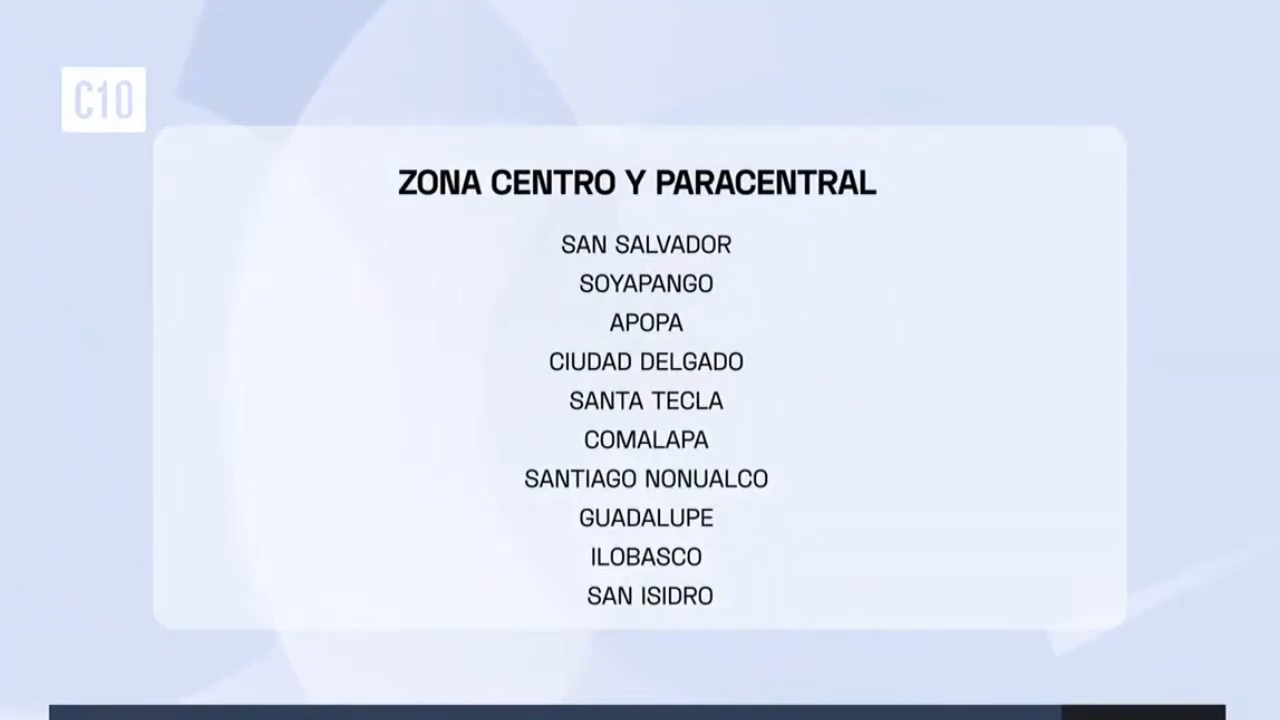 C10
ZONA CENTRO Y PARACENTRAL
SAN SALVADOR
SOYAPANGO
APOPA
CIUDAD DELGADO
SANTA TECLA
COMALAPA
SANTIAGO NONUALCO
GUADALUPE
ILOBASCO
SAN ISIDRO